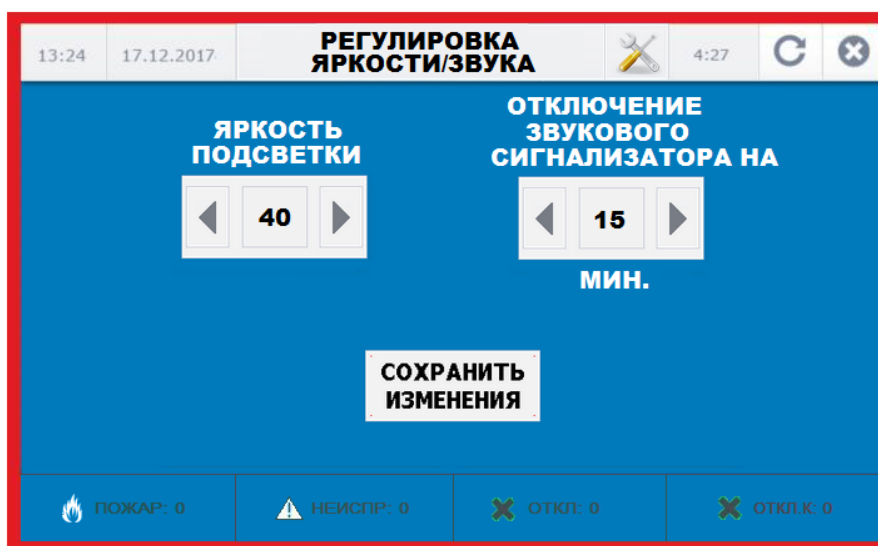 13:24
17.12.2017
РЕГУЛИРОВКА
ЯРКОСТИ/ЗВУКА
4:27
ЯРКОСТЬ
ПОДСВЕТКИ
40
ОТКЛЮЧЕНИЕ
ЗВУКОВОГО
СИГНАЛИЗАТОРА НА
15
МИН.
СОХРАНИТЬ
ИЗМЕНЕНИЯ
ПОЖАР: 0
НЕИСПР: 0
ОТКЛ: 0
ОТКЛ.К: 0